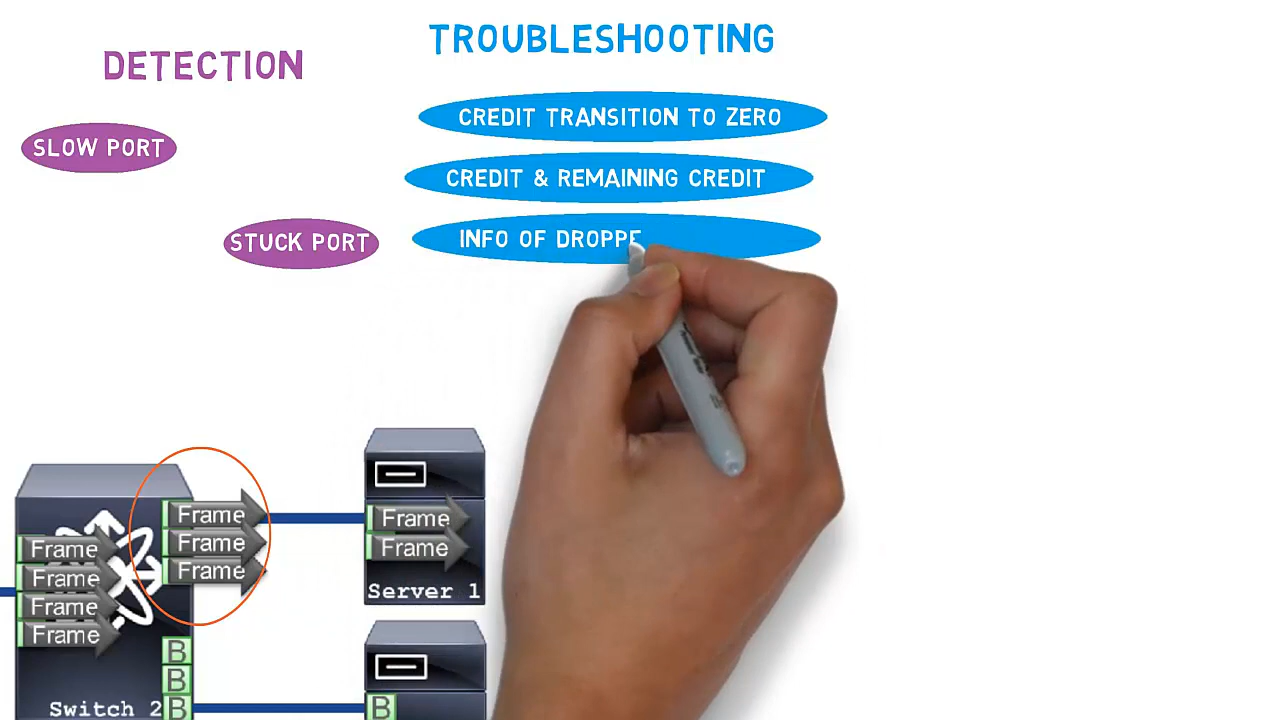 TROUBLESHOOTING
DETECTION
CREDIT TRANSITION TO ZERO
SLOW PORT
CREDIT & REMAINING CREDIT
STUCK PORT
INFO OF DROPPE
Frame
Frame
Frame
Frame
Frame
Frame
Frame
Frame
Frame
Server 1
B
B
Switch 2
B
B